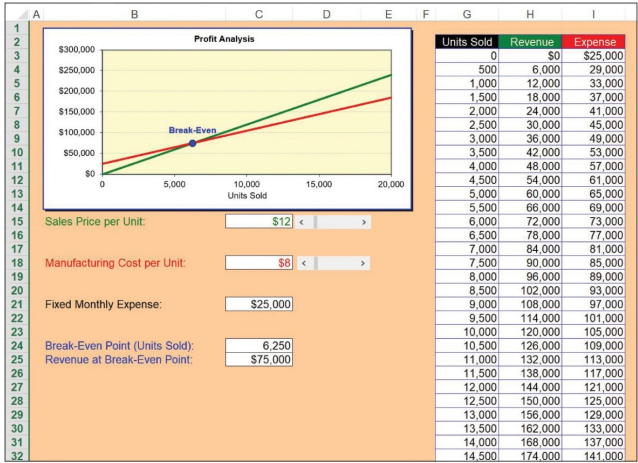 A B C D E F G H I
1
2 Units Sold Revenue Expense
3 0 $0 $25,000
4 500 6,000 29,000
5 1,000 12,000 33,000
6 1,500 18,000 37,000
7 2,000 24,000 41,000
8 2,500 30,000 45,000
9 3,000 36,000 49,000
10 3,500 42,000 53,000
11 4,000 48,000 57,000
12 4,500 54,000 61,000
13 5,000 60,000 65,000
14 5,500 66,000 69,000
15 Sales Price per Unit: $12 < > 6,000 72,000 73,000
16 6,500 78,000 77,000
17 7,000 84,000 81,000
18 Manufacturing Cost per Unit: $8 < > 7,500 90,000 85,000
19 8,000 96,000 89,000
20 8,500 102,000 93,000
21 Fixed Monthly Expense: $25,000 9,000 108,000 97,000
22 9,500 114,000 101,000
23 10,000 120,000 105,000
24 Break-Even Point (Units Sold): 6,250 10,500 126,000 109,000
25 Revenue at Break-Even Point: $75,000 11,000 132,000 113,000
26 11,500 138,000 117,000
27 12,000 144,000 121,000
28 12,500 150,000 125,000
29 13,000 156,000 129,000
30 13,500 162,000 133,000
31 14,000 168,000 137,000
32 14,500 174,000 141,000
Profit Analysis
$300,000
$250,000
$200,000
$150,000
$100,000
$50,000
$0
Break-Even
0 5,000 10,000 15,000 20,000
Units Sold